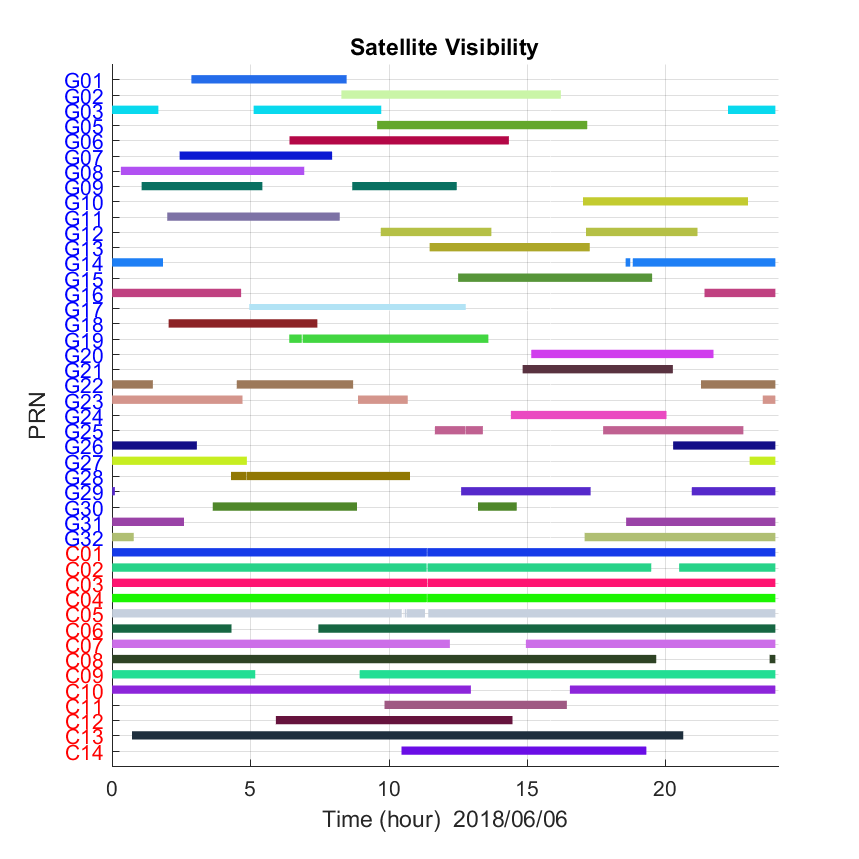 Satellite Visibility
G01
G02
G03
G05
G06
G07
G08
G09
G10
G11
G12
G13
G14
G15
G16
G17
G18
G19
G20
G21
G22
G23
G24
G25
G26
G27
G28
G29
G30
G31
G32
C01
C02
C03
C04
C05
C06
C07
C08
C09
C10
C11
C12
C13
C14
PRN
0 5 10 15 20
Time (hour) 2018/06/06